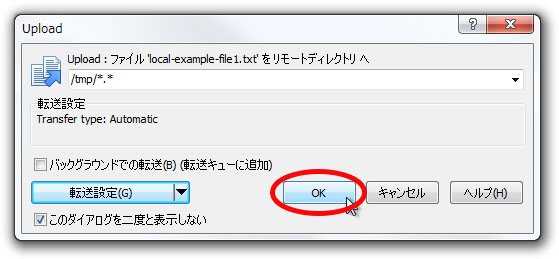 Upload
Upload : ファイル 'local-example-file1.txt' をリモートディレクトリ へ
/tmp/*.*
転送設定
Transfer type: Automatic
バックグラウンドでの転送(B) (転送キューに追加)
転送設定(G)
OK
キャンセル
ヘルプ(H)
このダイアログを二度と表示しない